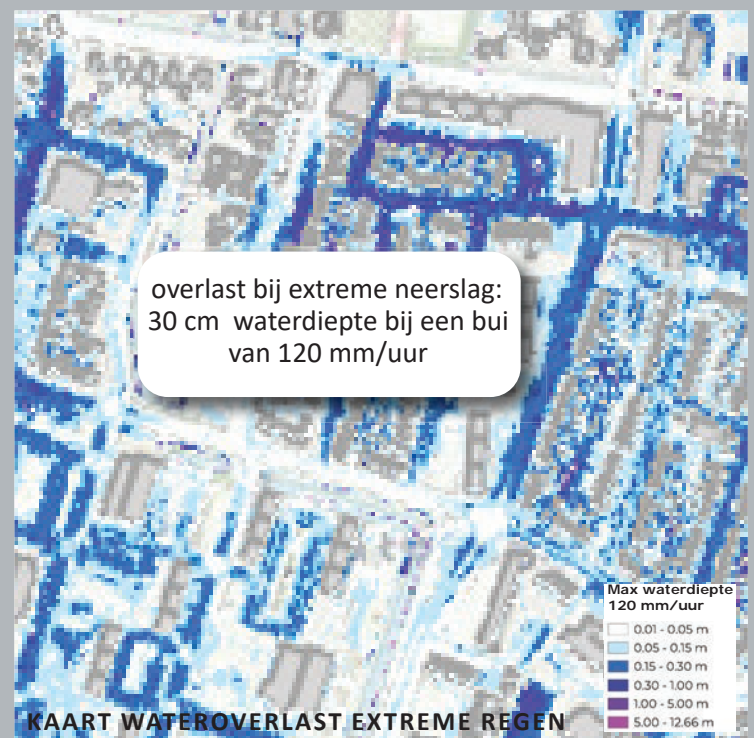 overlast bij extreme neerslag:
30 cm waterdiepte bij een bui
van 120 mm/uur
Max waterdiepte
120 mm/uur
0.01 - 0.05 m
0.05 - 0.15 m
0.15 - 0.30 m
0.30 - 1.00 m
1.00 - 5.00 m
5.00 - 12.66 m
KAART WATEROVERLAST EXTREME REGEN